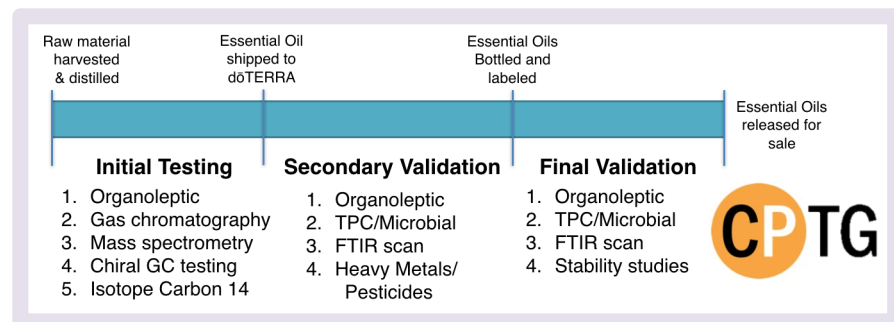 Raw material
harvested
& distilled
Essential Oil
shipped to
dōTERRA
Essential Oils
Bottled and
labeled
Essential Oils
released for
sale
Initial Testing
1. Organoleptic
2. Gas chromatography
3. Mass spectrometry
4. Chiral GC testing
5. Isotope Carbon 14
Secondary Validation
1. Organoleptic
2. TPC/Microbial
3. FTIR scan
4. Heavy Metals/
Pesticides
Final Validation
1. Organoleptic
2. TPC/Microbial
3. FTIR scan
4. Stability studies
CPTG